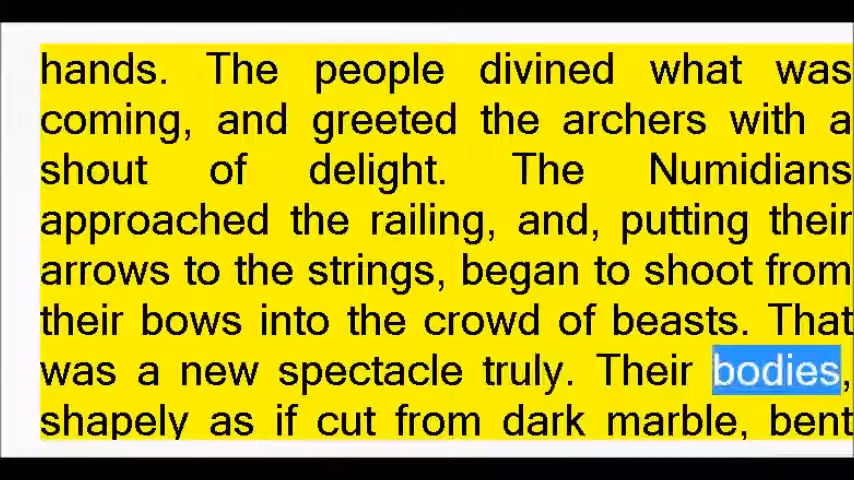 hands. The people divined what was
coming, and greeted the archers with a
shout of delight. The Numidians
approached the railing, and, putting their
arrows to the strings, began to shoot from
their bows into the crowd of beasts. That
was a new spectacle truly. Their bodies,
shapely as if cut from dark marble, bent